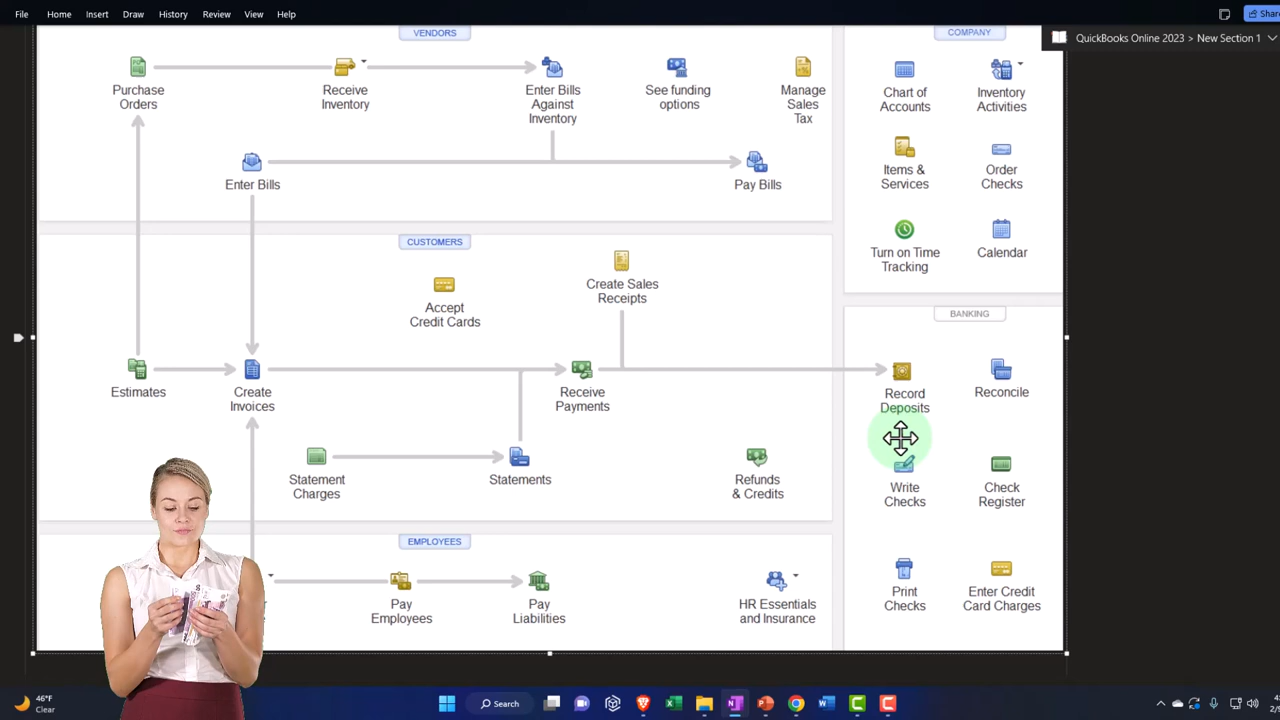 File
Home
Insert
Draw
History
Review
View
Help
Share
QuickBooks Online 2023 > New Section 1
VENDORS
Purchase
Orders
Receive
Inventory
Enter Bills
Against
Inventory
See funding
options
Manage
Sales
Tax
Enter Bills
Pay Bills
COMPANY
Chart of
Accounts
Inventory
Activities
Items &
Services
Order
Checks
Turn on Time
Tracking
Calendar
CUSTOMERS
Create Sales
Receipts
Accept
Credit Cards
Estimates
Create
Invoices
Receive
Payments
Statement
Charges
Statements
Refunds
& Credits
BANKING
Record
Deposits
Reconcile
Write
Checks
Check
Register
Print
Checks
Enter Credit
Card Charges
EMPLOYEES
Pay
Employees
Pay
Liabilities
HR Essentials
and Insurance
46°F
Clear
Search